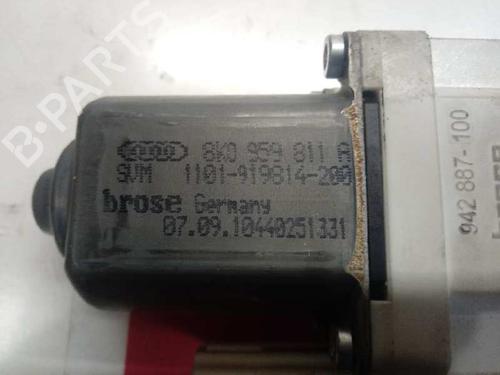 8K0 959 811 A
SVM 1101-919814-200
brose Germany
07.09.10440251331
942 887-100
B-PARTS